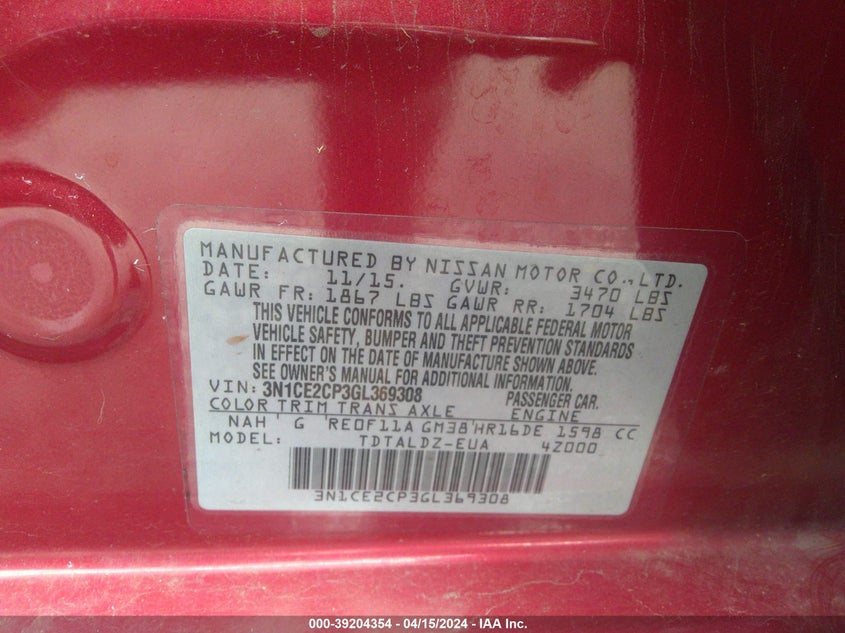 MANUFACTURED BY NISSAN MOTOR CO., LTD.
DATE: 11/15. GVWR: 3470 LBS
GAWR FR: 1867 LBS GAWR RR: 1704 LBS
THIS VEHICLE CONFORMS TO ALL APPLICABLE FEDERAL MOTOR
VEHICLE SAFETY, BUMPER AND THEFT PREVENTION STANDARDS
IN EFFECT ON THE DATE OF MANUFACTURE SHOWN ABOVE.
SEE OWNER'S MANUAL FOR ADDITIONAL INFORMATION.
VIN: 3N1CE2CP3GL369308 PASSENGER CAR.
COLOR TRIM TRANS AXLE ENGINE
NAH ' G 'RE0F11A GM38'HR16DE 1598 CC
MODEL: TDTALDZ-EUA 4Z000
3N1CE2CP3GL369308
000-39204354 - 04/15/2024 - IAA Inc.